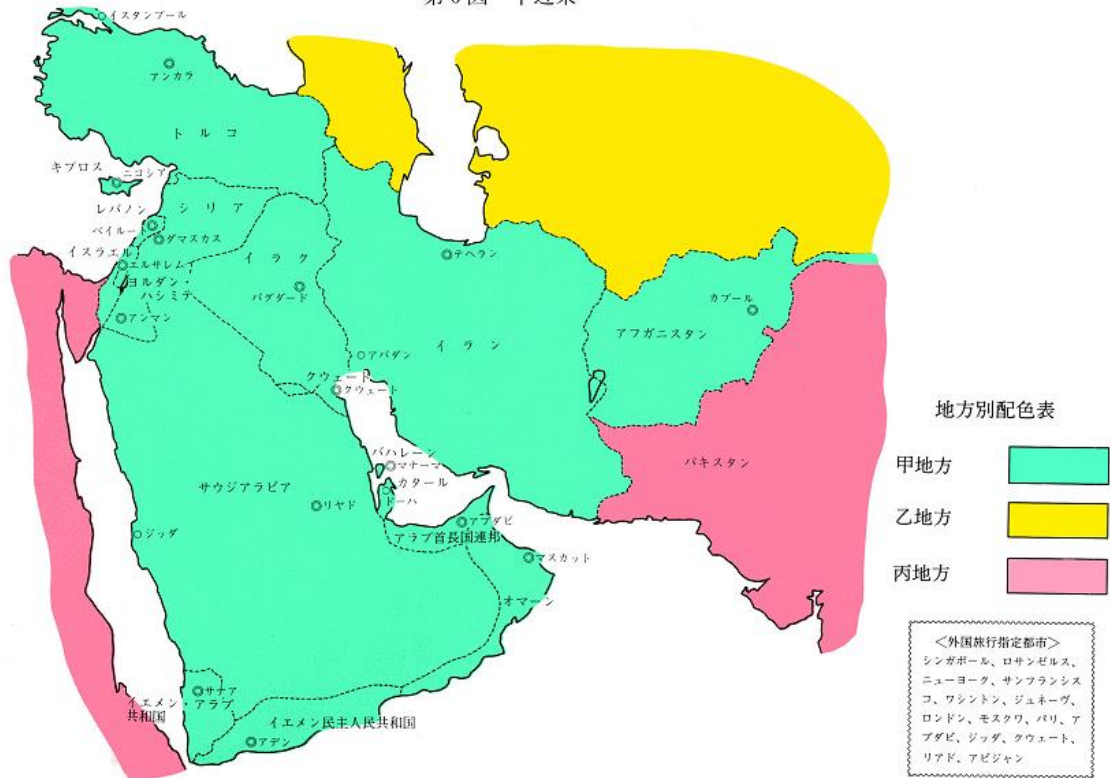 イスタンブール
アンカラ
トルコ
キプロス
ニコシア
レバノン
シリア
ベイルート
ダマスカス
イスラエル
エルサレム
イラク
ヨルダン・
ハシミテ
バグダード
アンマン
テヘラン
カブール
アフガニスタン
イラン
アバダン
クウェート
クウェート
バハレーン
マナーマ
カタール
ドーハ
サウジアラビア
リヤド
ジッダ
アブダビ
アラブ首長国連邦
マスカット
オマーン
パキスタン
サナア
イエメン・アラブ
共和国
イエメン民主人民共和国
アデン
地方別配色表
甲地方
乙地方
丙地方
＜外国旅行指定都市＞
シンガポール、ロサンゼルス、
ニューヨーク、サンフランシス
コ、ワシントン、ジュネーヴ、
ロンドン、モスクワ、パリ、ア
ブダビ、ジッダ、クウェート、
リアド、アビジャン